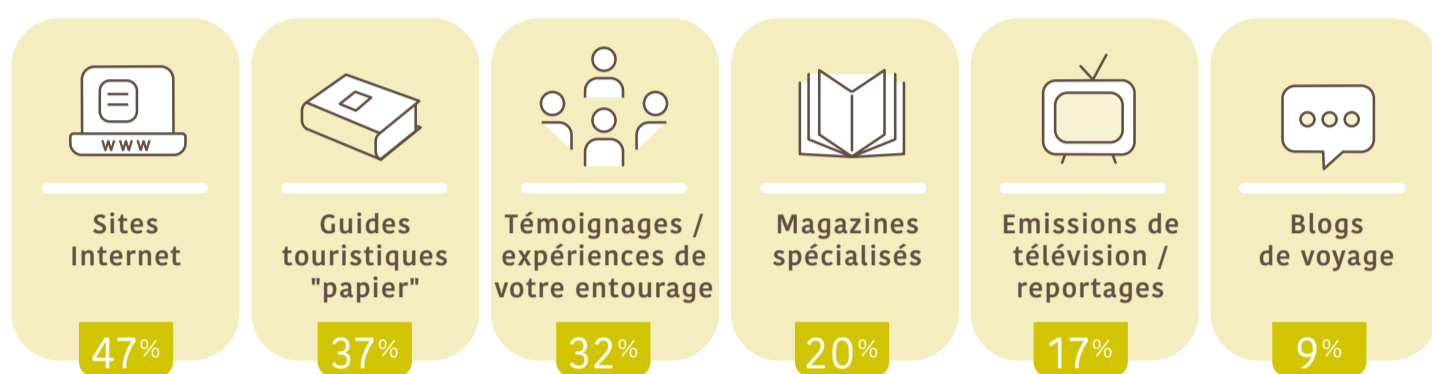 www
Sites
Internet
47%
Guides
touristiques
"papier"
37%
Témoignages /
expériences de
votre entourage
32%
Magazines
spécialisés
20%
Emissions de
télévision /
reportages
17%
Blogs
de voyage
9%